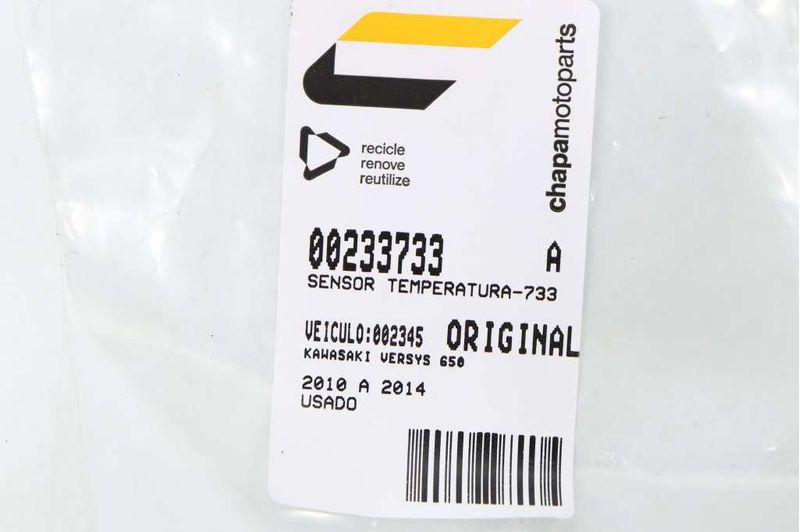 chapamotoparts
recicle
renove
reutilize
00233733 A
SENSOR TEMPERATURA-733
VEICULO:002345 ORIGINAL
KAWASAKI VERSYS 650
2010 A 2014
USADO